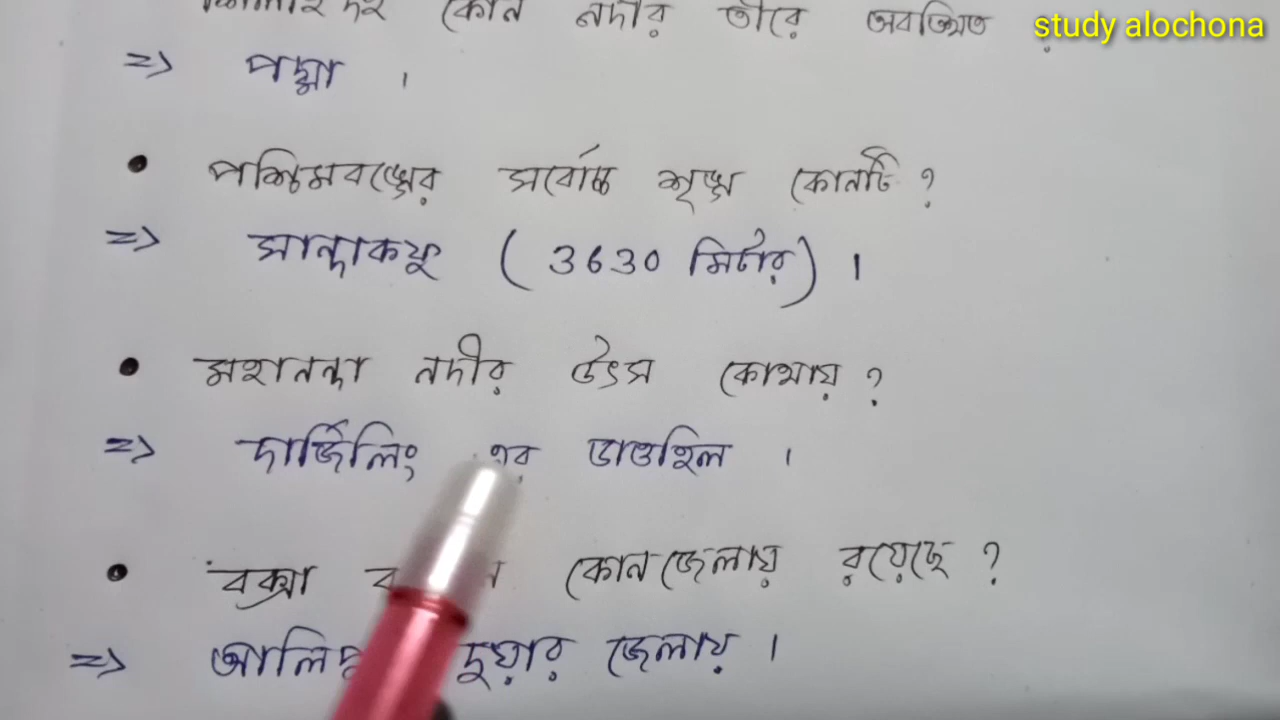 কোন নদীর তীরে অবস্থিত
study alochona
=> পদ্মা ।
• পশ্চিমবঙ্গের সর্বোচ্চ শৃঙ্গ কোনটি ?
=> সান্দাকফু ( 3630 মিটার) ।
• মহানন্দা নদীর উৎস কোথায় ?
=> দার্জিলিং এর ডাওহিল ।
• বক্সা কোন জেলায় রয়েছে ?
=> দুয়ার জেলায় ।